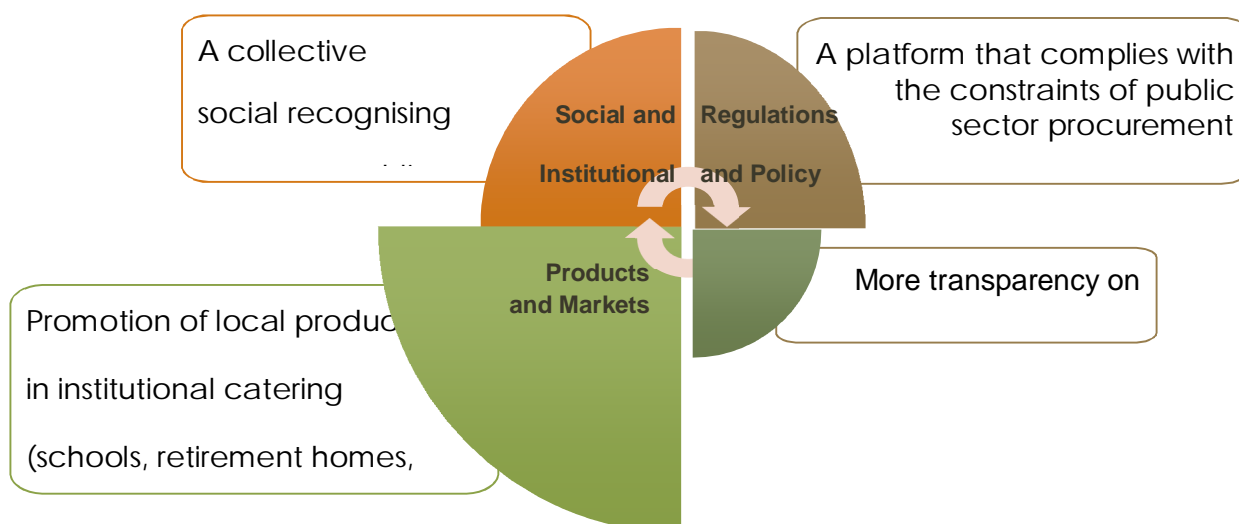 A collective
social recognising
Social and
Institutional
Regulations
and Policy
A platform that complies with
the constraints of public
sector procurement
Products
and Markets
More transparency on
Promotion of local
in institutional catering
(schools, retirement homes,